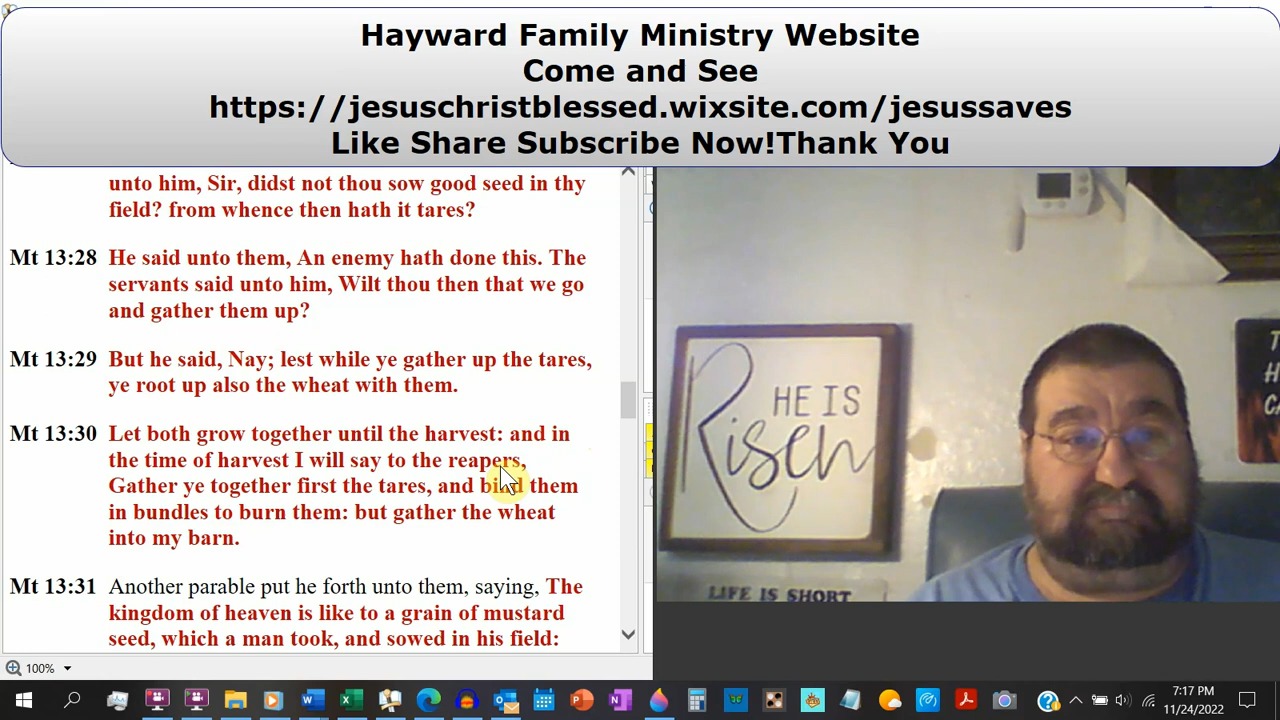 Hayward Family Ministry Website
Come and See
https://jesuschristblessed.wixsite.com/jesussaves
Like Share Subscribe Now!Thank You
unto him, Sir, didst not thou sow good seed in thy
field? from whence then hath it tares?
Mt 13:28 He said unto them, An enemy hath done this. The
servants said unto him, Wilt thou then that we go
and gather them up?
Mt 13:29 But he said, Nay; lest while ye gather up the tares,
ye root up also the wheat with them.
Mt 13:30 Let both grow together until the harvest: and in
the time of harvest I will say to the reapers,
Gather ye together first the tares, and bind them
in bundles to burn them: but gather the wheat
into my barn.
Mt 13:31 Another parable put he forth unto them, saying, The
kingdom of heaven is like to a grain of mustard
seed, which a man took, and sowed in his field:
HE IS
Risen
LIFE IS SHORT
100%
7:17 PM
11/24/2022